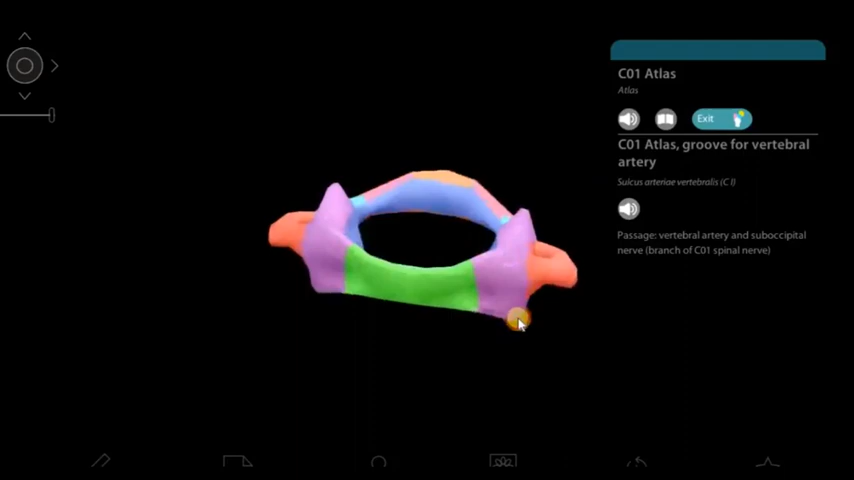 C01 Atlas
Atlas
Exit
C01 Atlas, groove for vertebral
artery
Sulcus arteriae vertebralis (C I)
Passage: vertebral artery and suboccipital
nerve (branch of C01 spinal nerve)